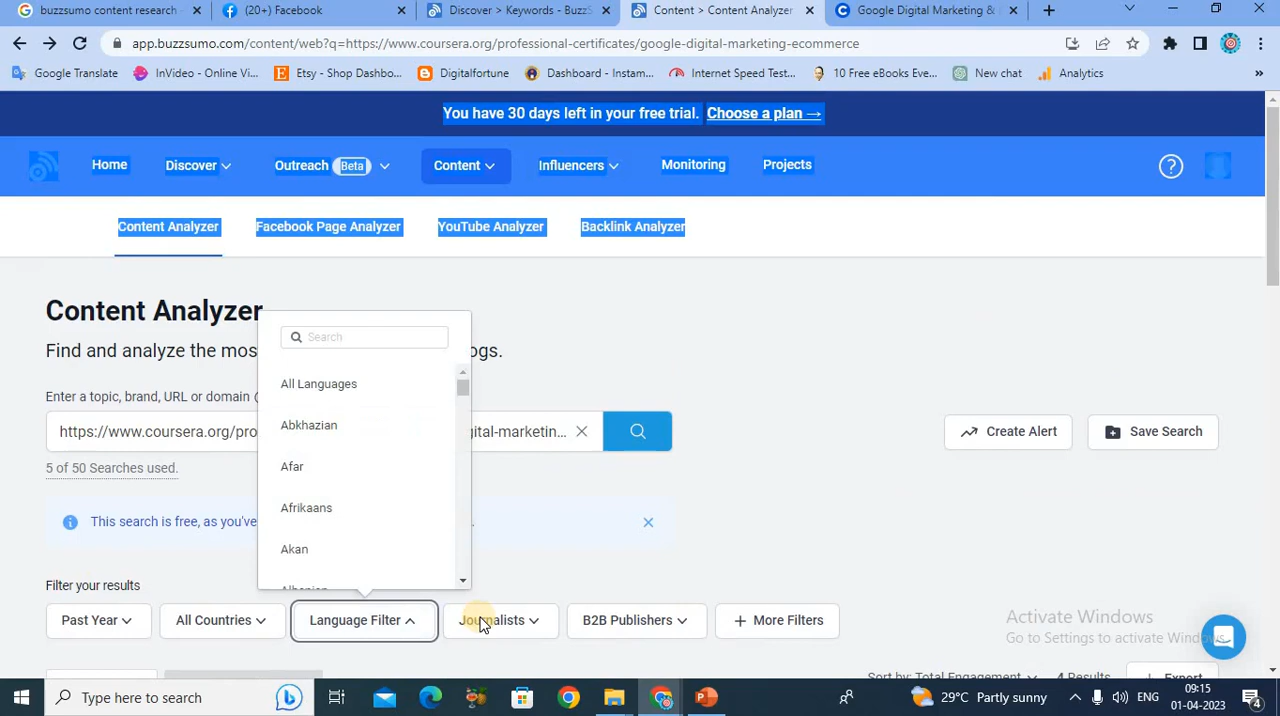 buzzsumo content research
(20+) Facebook
Discover > Keywords - BuzzS
Content > Content Analyzer
Google Digital Marketing &
app.buzzsumo.com/content/web?q=https://www.coursera.org/professional-certificates/google-digital-marketing-ecommerce
Google Translate
InVideo - Online Vi...
Etsy - Shop Dashbo...
Digitalfortune
Dashboard - Instam...
Internet Speed Test...
10 Free eBooks Eve...
New chat
Analytics
»
You have 30 days left in your free trial. Choose a plan →
Home
Discover
Outreach Beta
Content
Influencers
Monitoring
Projects
Content Analyzer
Facebook Page Analyzer
YouTube Analyzer
Backlink Analyzer
Content Analyzer
Find and analyze the mos
ogs.
Search
All Languages
Abkhazian
Afar
Afrikaans
Akan
Enter a topic, brand, URL or domain
https://www.coursera.org/pro
gital-marketin...
Create Alert
Save Search
5 of 50 Searches used.
This search is free, as you've
Filter your results
Past Year
All Countries
Language Filter
Journalists
B2B Publishers
+ More Filters
Activate Windows
Go to Settings to activate Windows.
Sort by: Total Engagement
4 Results
Export
Type here to search
29°C Partly sunny
ENG
09:15
01-04-2023
4